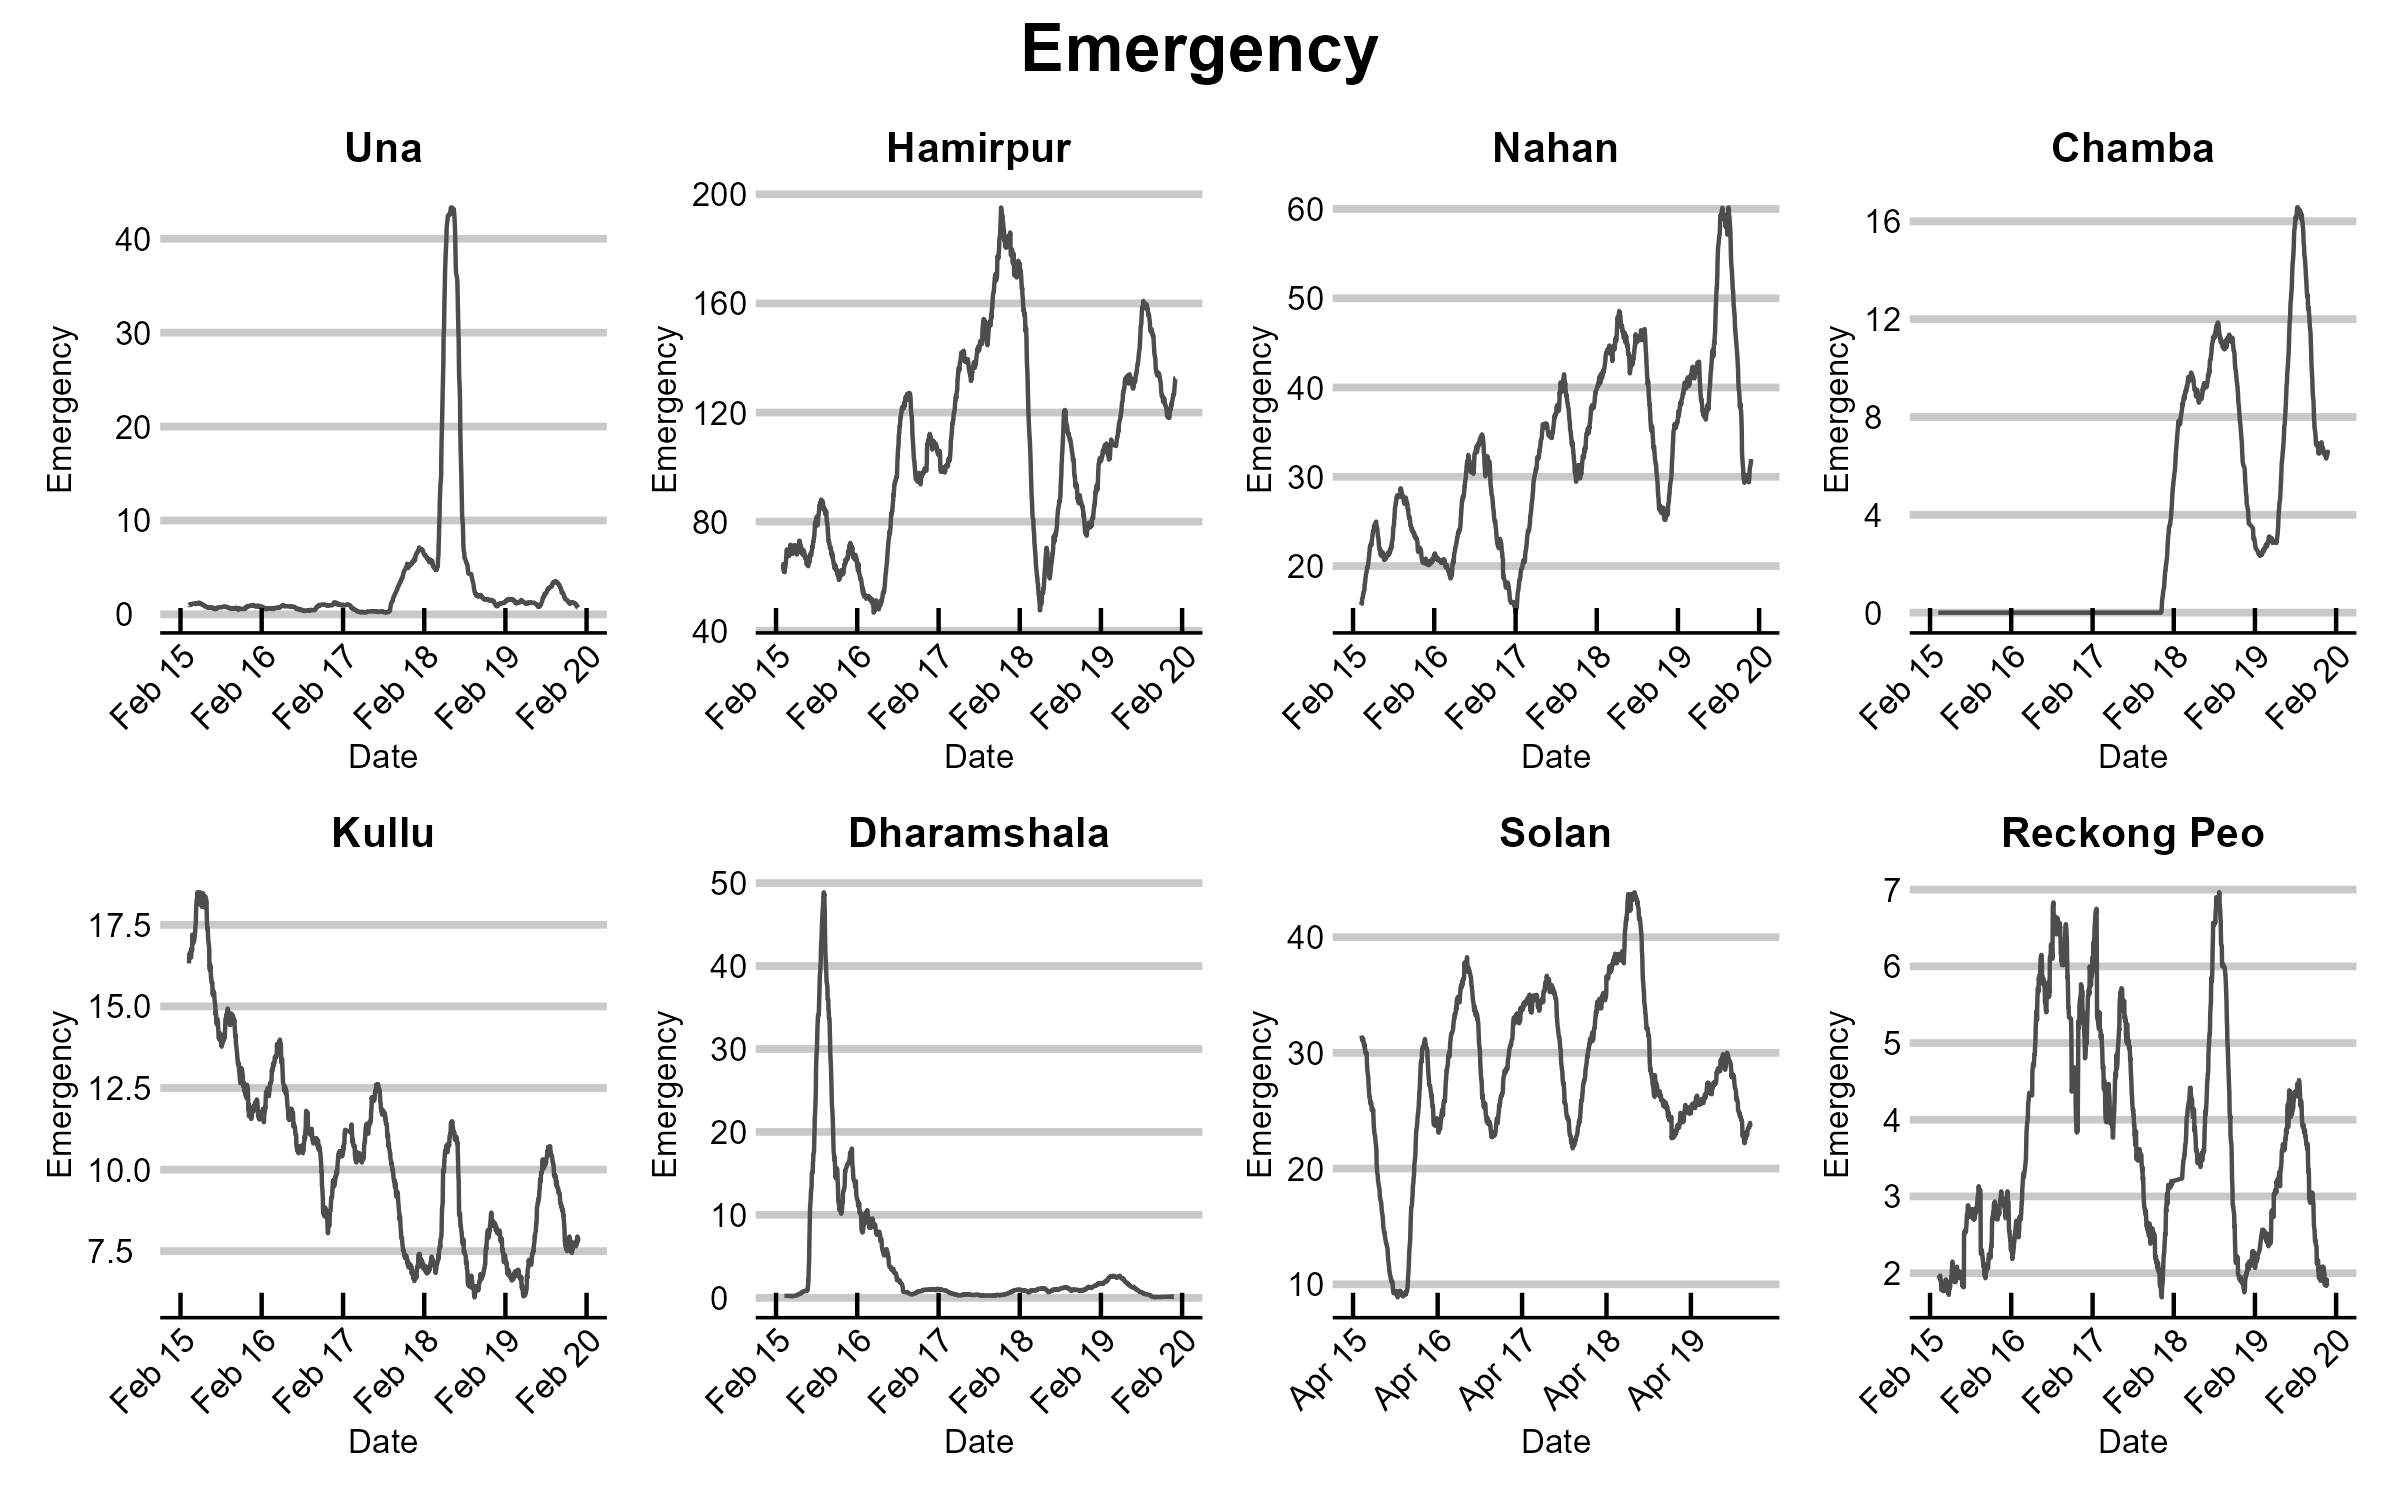 Emergency
Una
Emergency
40
30
20
10
0
Feb 15
Feb 16
Feb 17
Feb 18
Feb 19
Feb 20
Date
Hamirpur
Emergency
200
160
120
80
40
Feb 15
Feb 16
Feb 17
Feb 18
Feb 19
Feb 20
Date
Nahan
Emergency
60
50
40
30
20
Feb 15
Feb 16
Feb 17
Feb 18
Feb 19
Feb 20
Date
Chamba
Emergency
16
12
8
4
0
Feb 15
Feb 16
Feb 17
Feb 18
Feb 19
Feb 20
Date
Kullu
Emergency
17.5
15.0
12.5
10.0
7.5
Feb 15
Feb 16
Feb 17
Feb 18
Feb 19
Feb 20
Date
Dharamshala
Emergency
50
40
30
20
10
0
Feb 15
Feb 16
Feb 17
Feb 18
Feb 19
Feb 20
Date
Solan
Emergency
40
30
20
10
Apr 15
Apr 16
Apr 17
Apr 18
Apr 19
Date
Reckong Peo
Emergency
7
6
5
4
3
2
Feb 15
Feb 16
Feb 17
Feb 18
Feb 19
Feb 20
Date